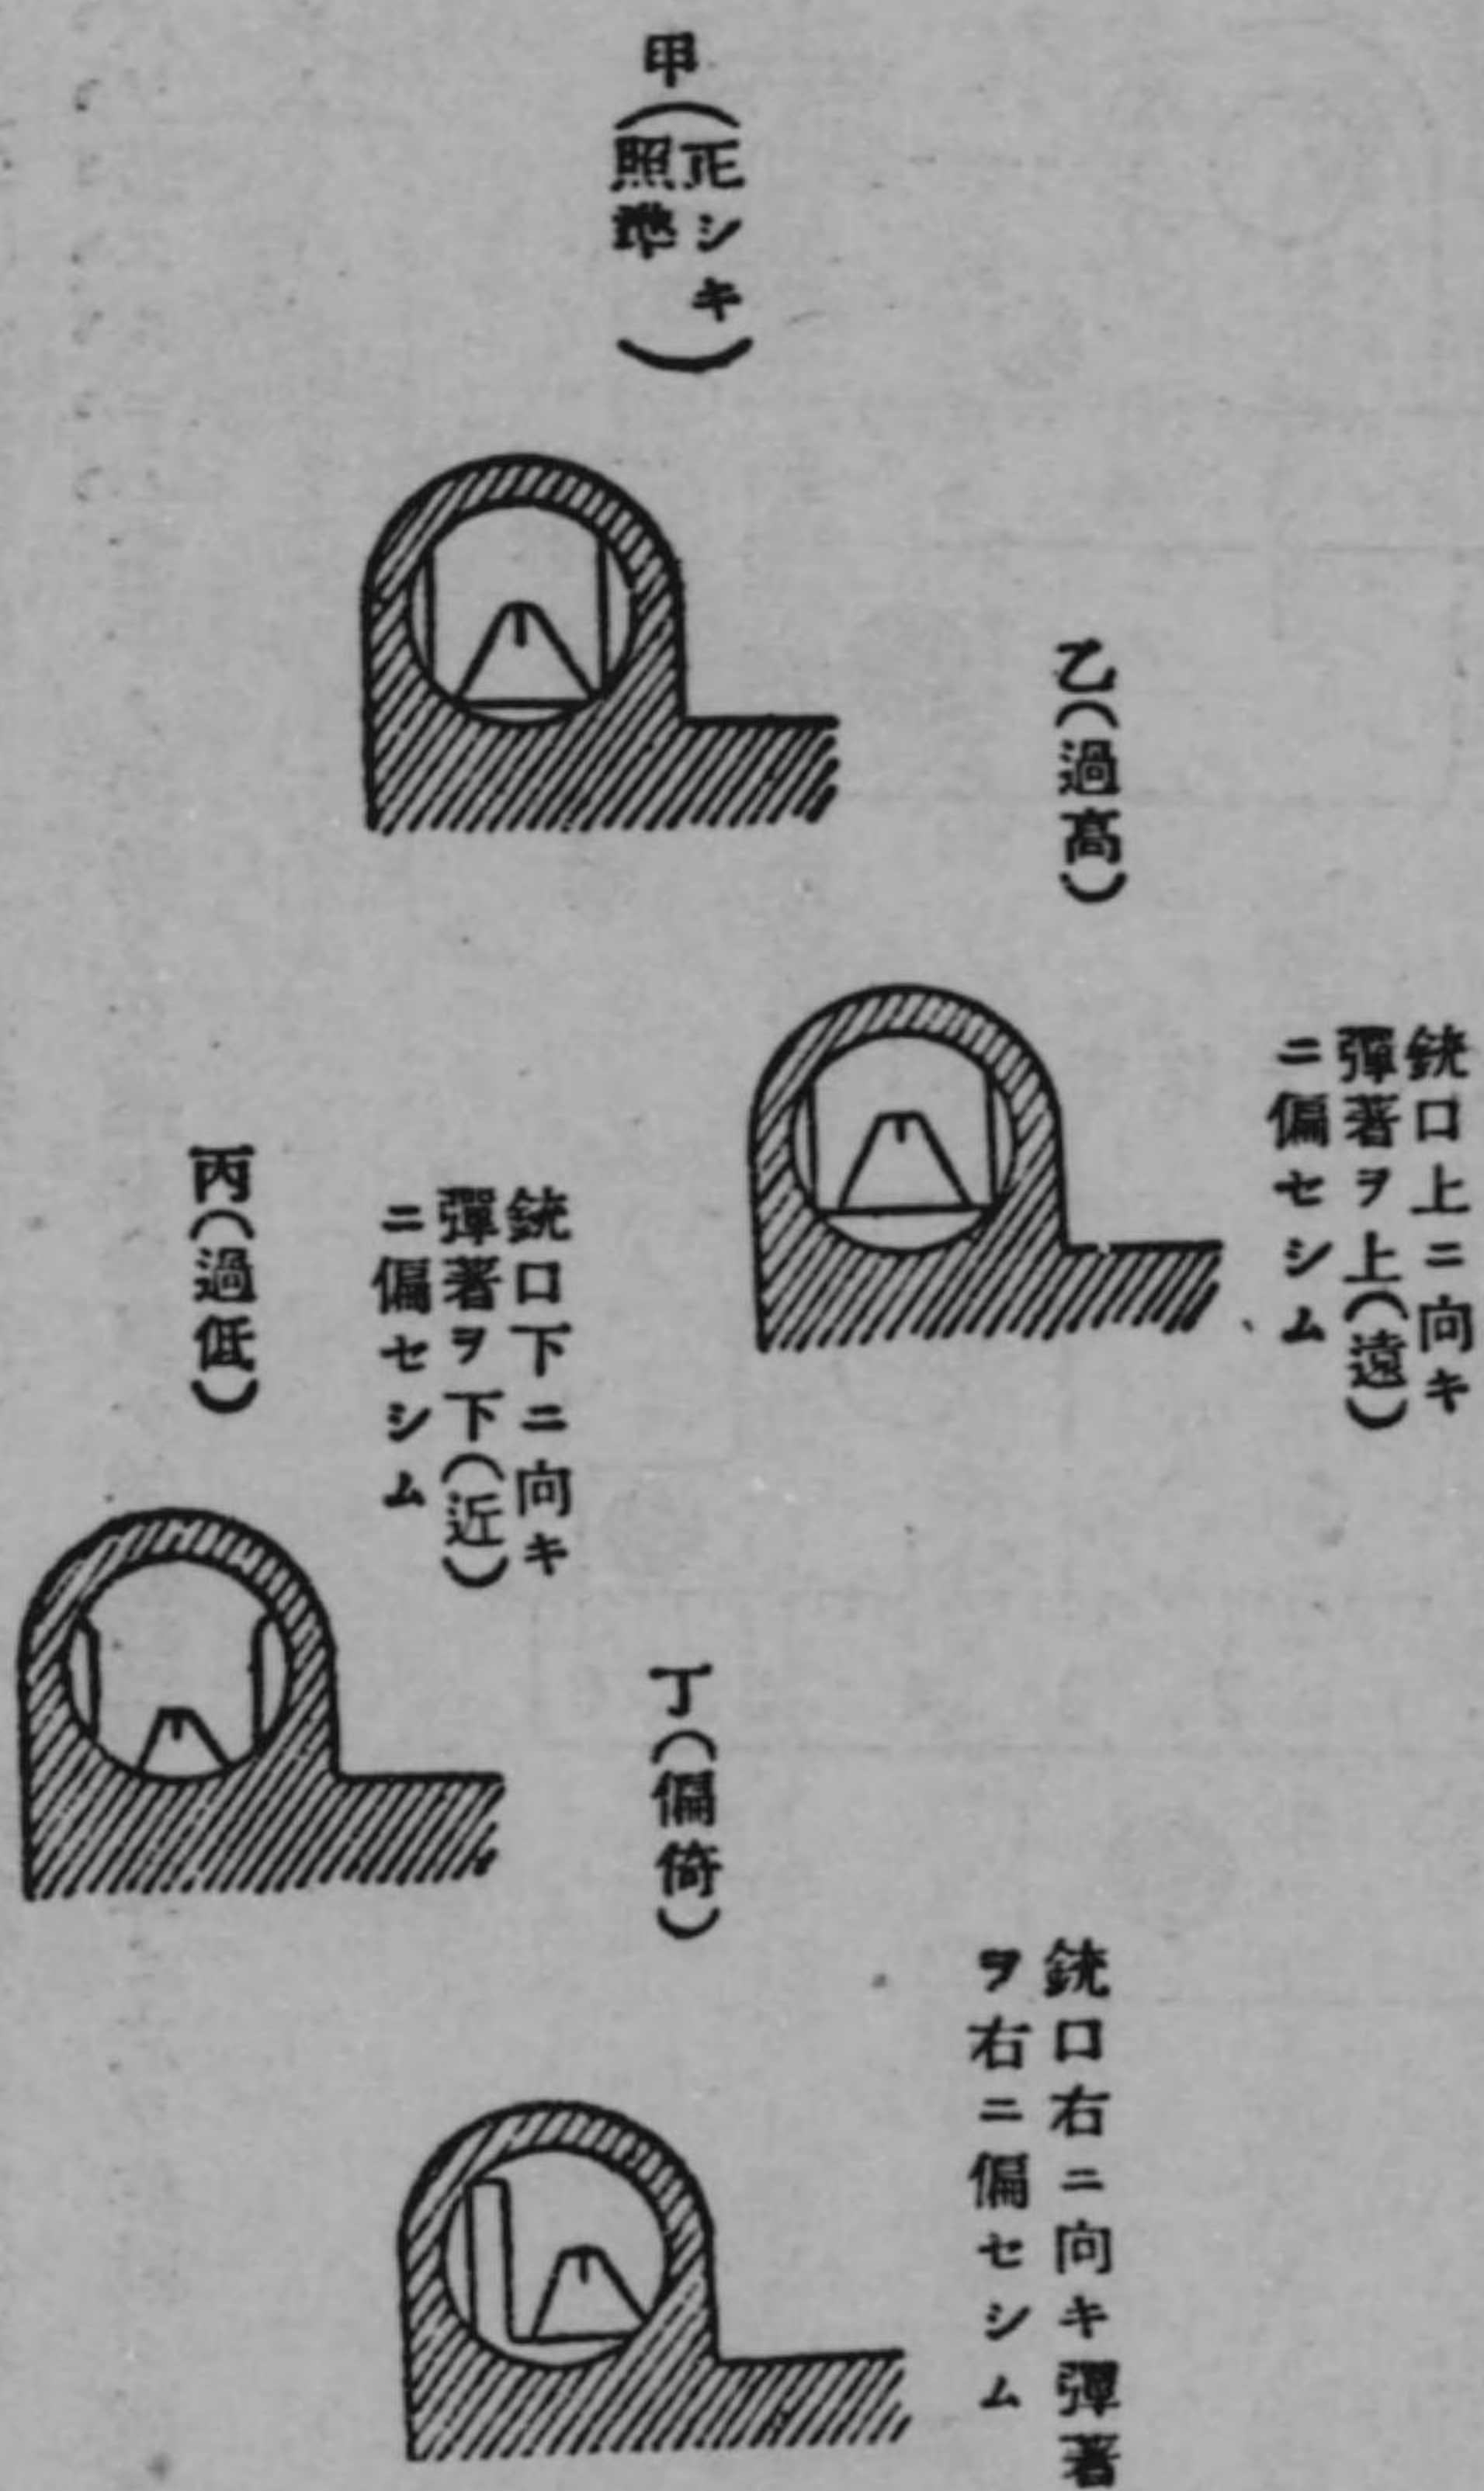 甲(正シキ
照準)
乙(過高)
銃口上ニ向キ
彈著ヲ上(遠)
ニ偏セシム
丙(過低)
銃口下ニ向キ
彈著ヲ下(近)
ニ偏セシム
丁(偏倚)
銃口右ニ向キ彈著
ヲ右ニ偏セシム